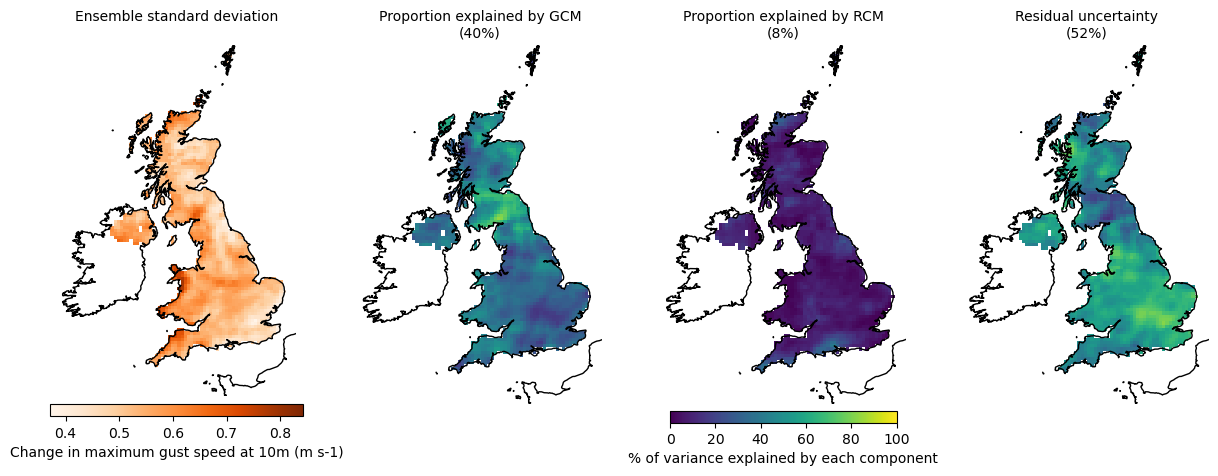 Ensemble standard deviation
Proportion explained by GCM
(40%)
Proportion explained by RCM
(8%)
Residual uncertainty
(52%)
0.4 0.5 0.6 0.7 0.8
Change in maximum gust speed at 10m (m s-1)
0 20 40 60 80 100
% of variance explained by each component